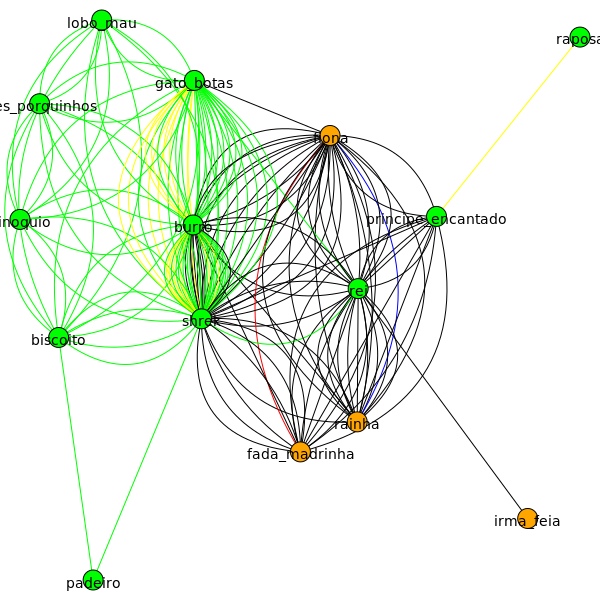 lobo_mau
raposa
gato_botas
es_porquinhos
fiona
principe_encantado
inoquio
burro
rei
shrek
biscoito
rainha
fada_madrinha
irma_feia
padeiro